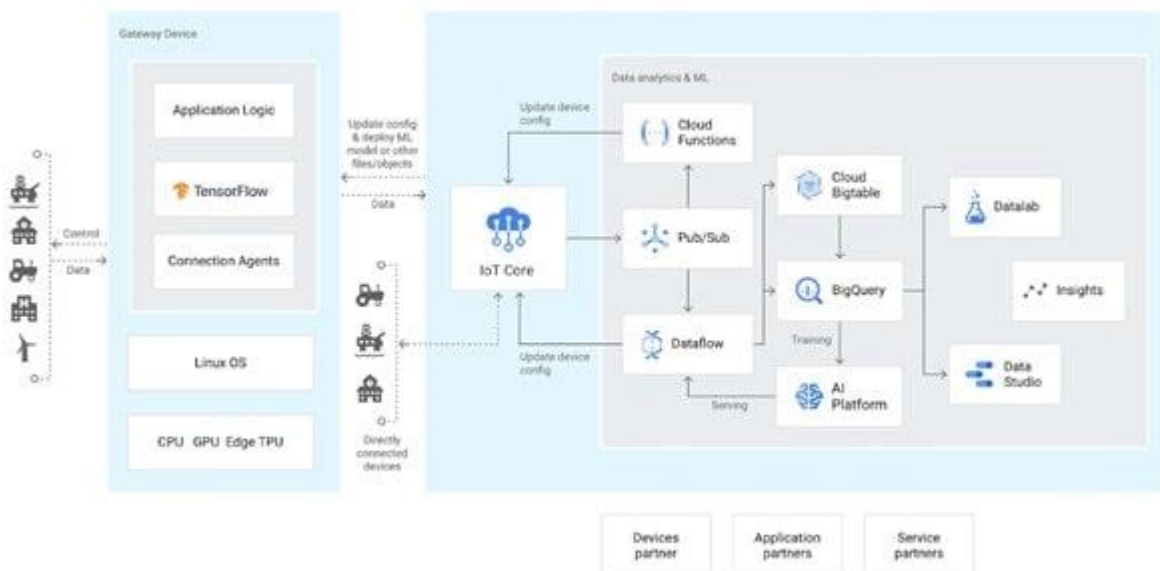 Gateway Device
Application Logic
TensorFlow
Connection Agents
Linux OS
CPU GPU Edge TPU
Control
Data
Update config
& deploy ML
model or other
files/objects
Data
Directly
connected
devices
IoT Core
Update device
config
Update device
config
Data analytics & ML
Cloud
Functions
Pub/Sub
Dataflow
Cloud
Bigtable
BigQuery
Training
AI
Platform
Serving
Datalab
Insights
Data
Studio
Devices
partner
Application
partners
Service
partners